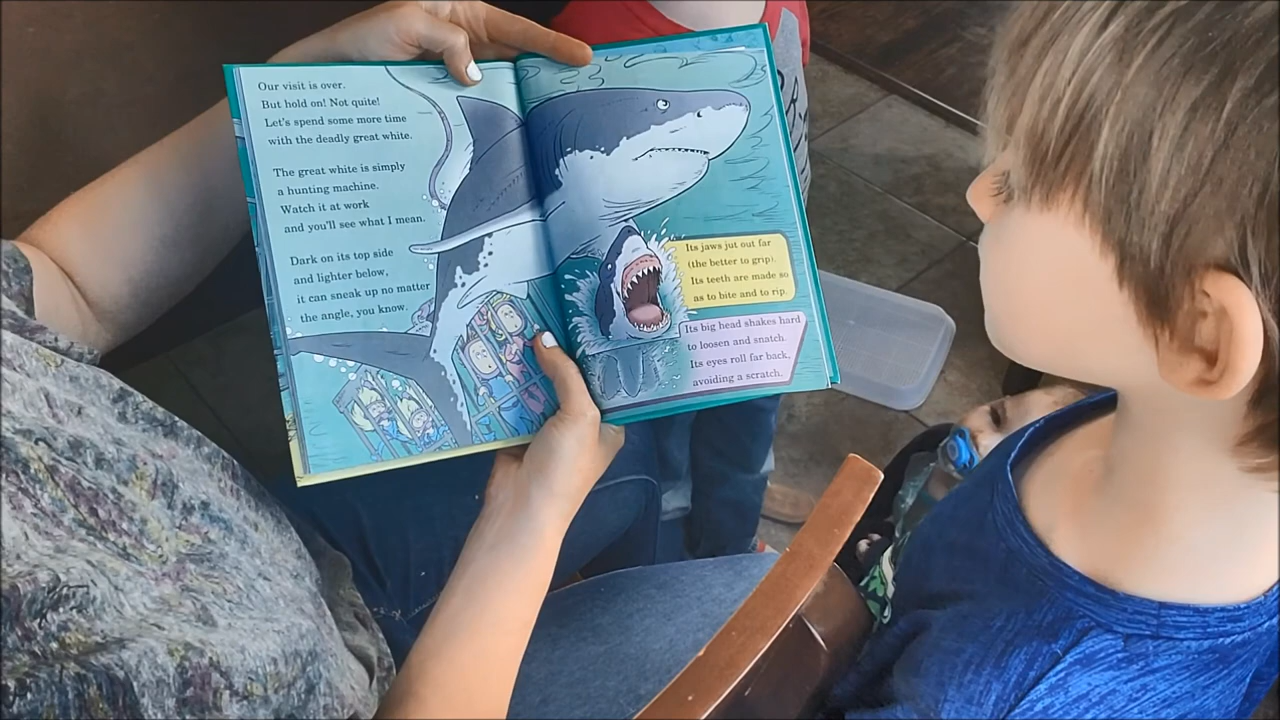 Our visit is over.
But hold on! Not quite!
Let's spend some more time
with the deadly great white.
The great white is simply
a hunting machine.
Watch it at work
and you'll see what I mean.
Dark on its top side
and lighter below,
it can sneak up no matter
the angle, you know.
Its jaws jut out far
(the better to grip).
Its teeth are made so
as to bite and to rip.
Its big head shakes hard
to loosen and snatch.
Its eyes roll far back,
avoiding a scratch.